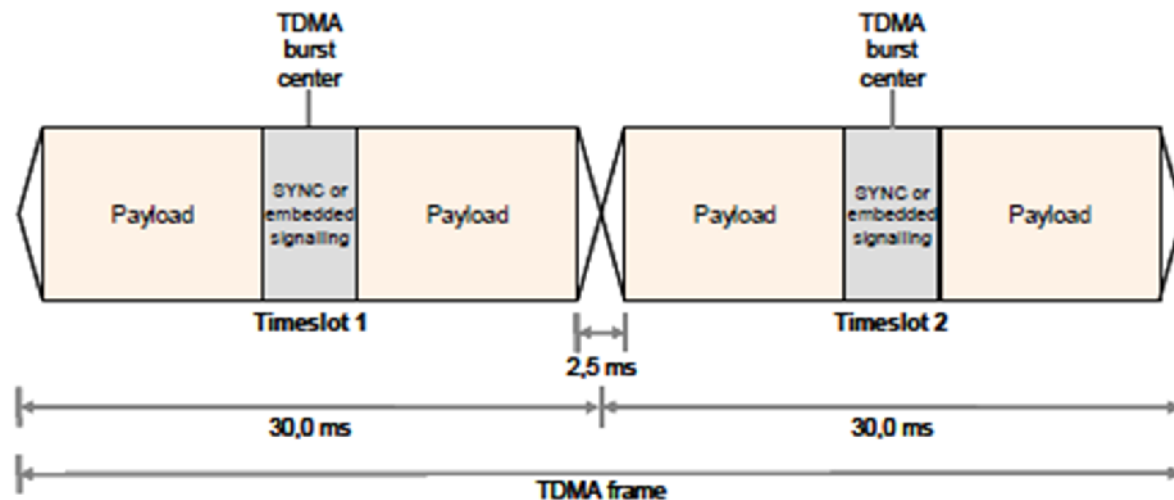 TDMA
burst
center
TDMA
burst
center
Payload
SYNC or
embedded
signalling
Payload
Payload
SYNC or
embedded
signalling
Payload
Timeslot 1
Timeslot 2
2,5 ms
30,0 ms
30,0 ms
TDMA frame